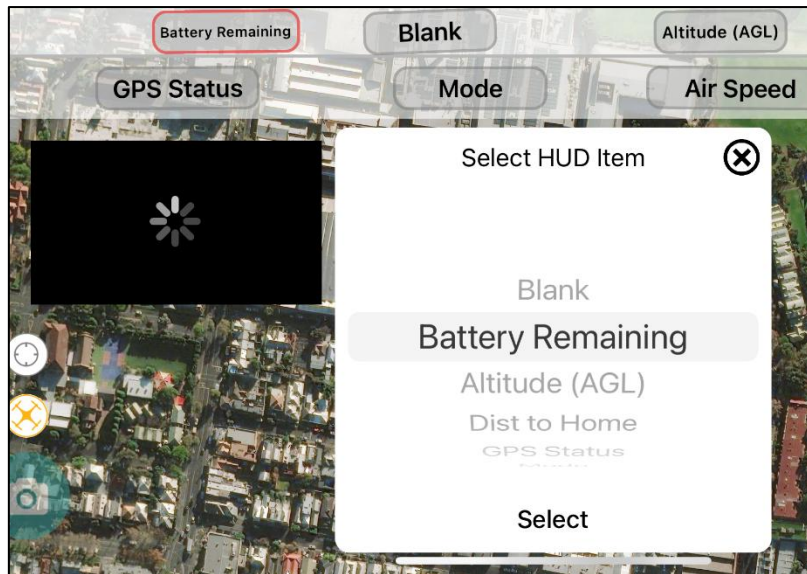 Battery Remaining Blank Altitude (AGL)
GPS Status Mode Air Speed
Select HUD Item
Blank
Battery Remaining
Altitude (AGL)
Dist to Home
GPS Status
Select